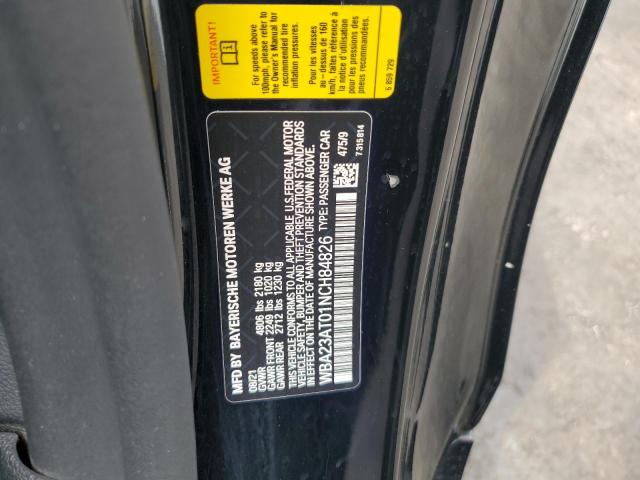 IMPORTANT!
For speeds above
100mph, please refer to
the Owner's Manual for
recommended tire
inflation pressures.
Pour les vitesses
au-dessus de 160
km/h, faites référence à
la notice d'utilisation
pour les pressions des
pneus recommandées.
6 859 729
MFD BY BAYERISCHE MOTOREN WERKE AG
08/21
GVWR 4806 lbs 2180 kg
GAWR FRONT 2249 lbs 1020 kg
GAWR REAR 2712 lbs 1230 kg
THIS VEHICLE CONFORMS TO ALL APPLICABLE U.S. FEDERAL MOTOR
VEHICLE SAFETY, BUMPER AND THEFT PREVENTION STANDARDS
IN EFFECT ON THE DATE OF MANUFACTURE SHOWN ABOVE.
WBA23AT01NCH84826 TYPE: PASSENGER CAR
475/9
7 315 814